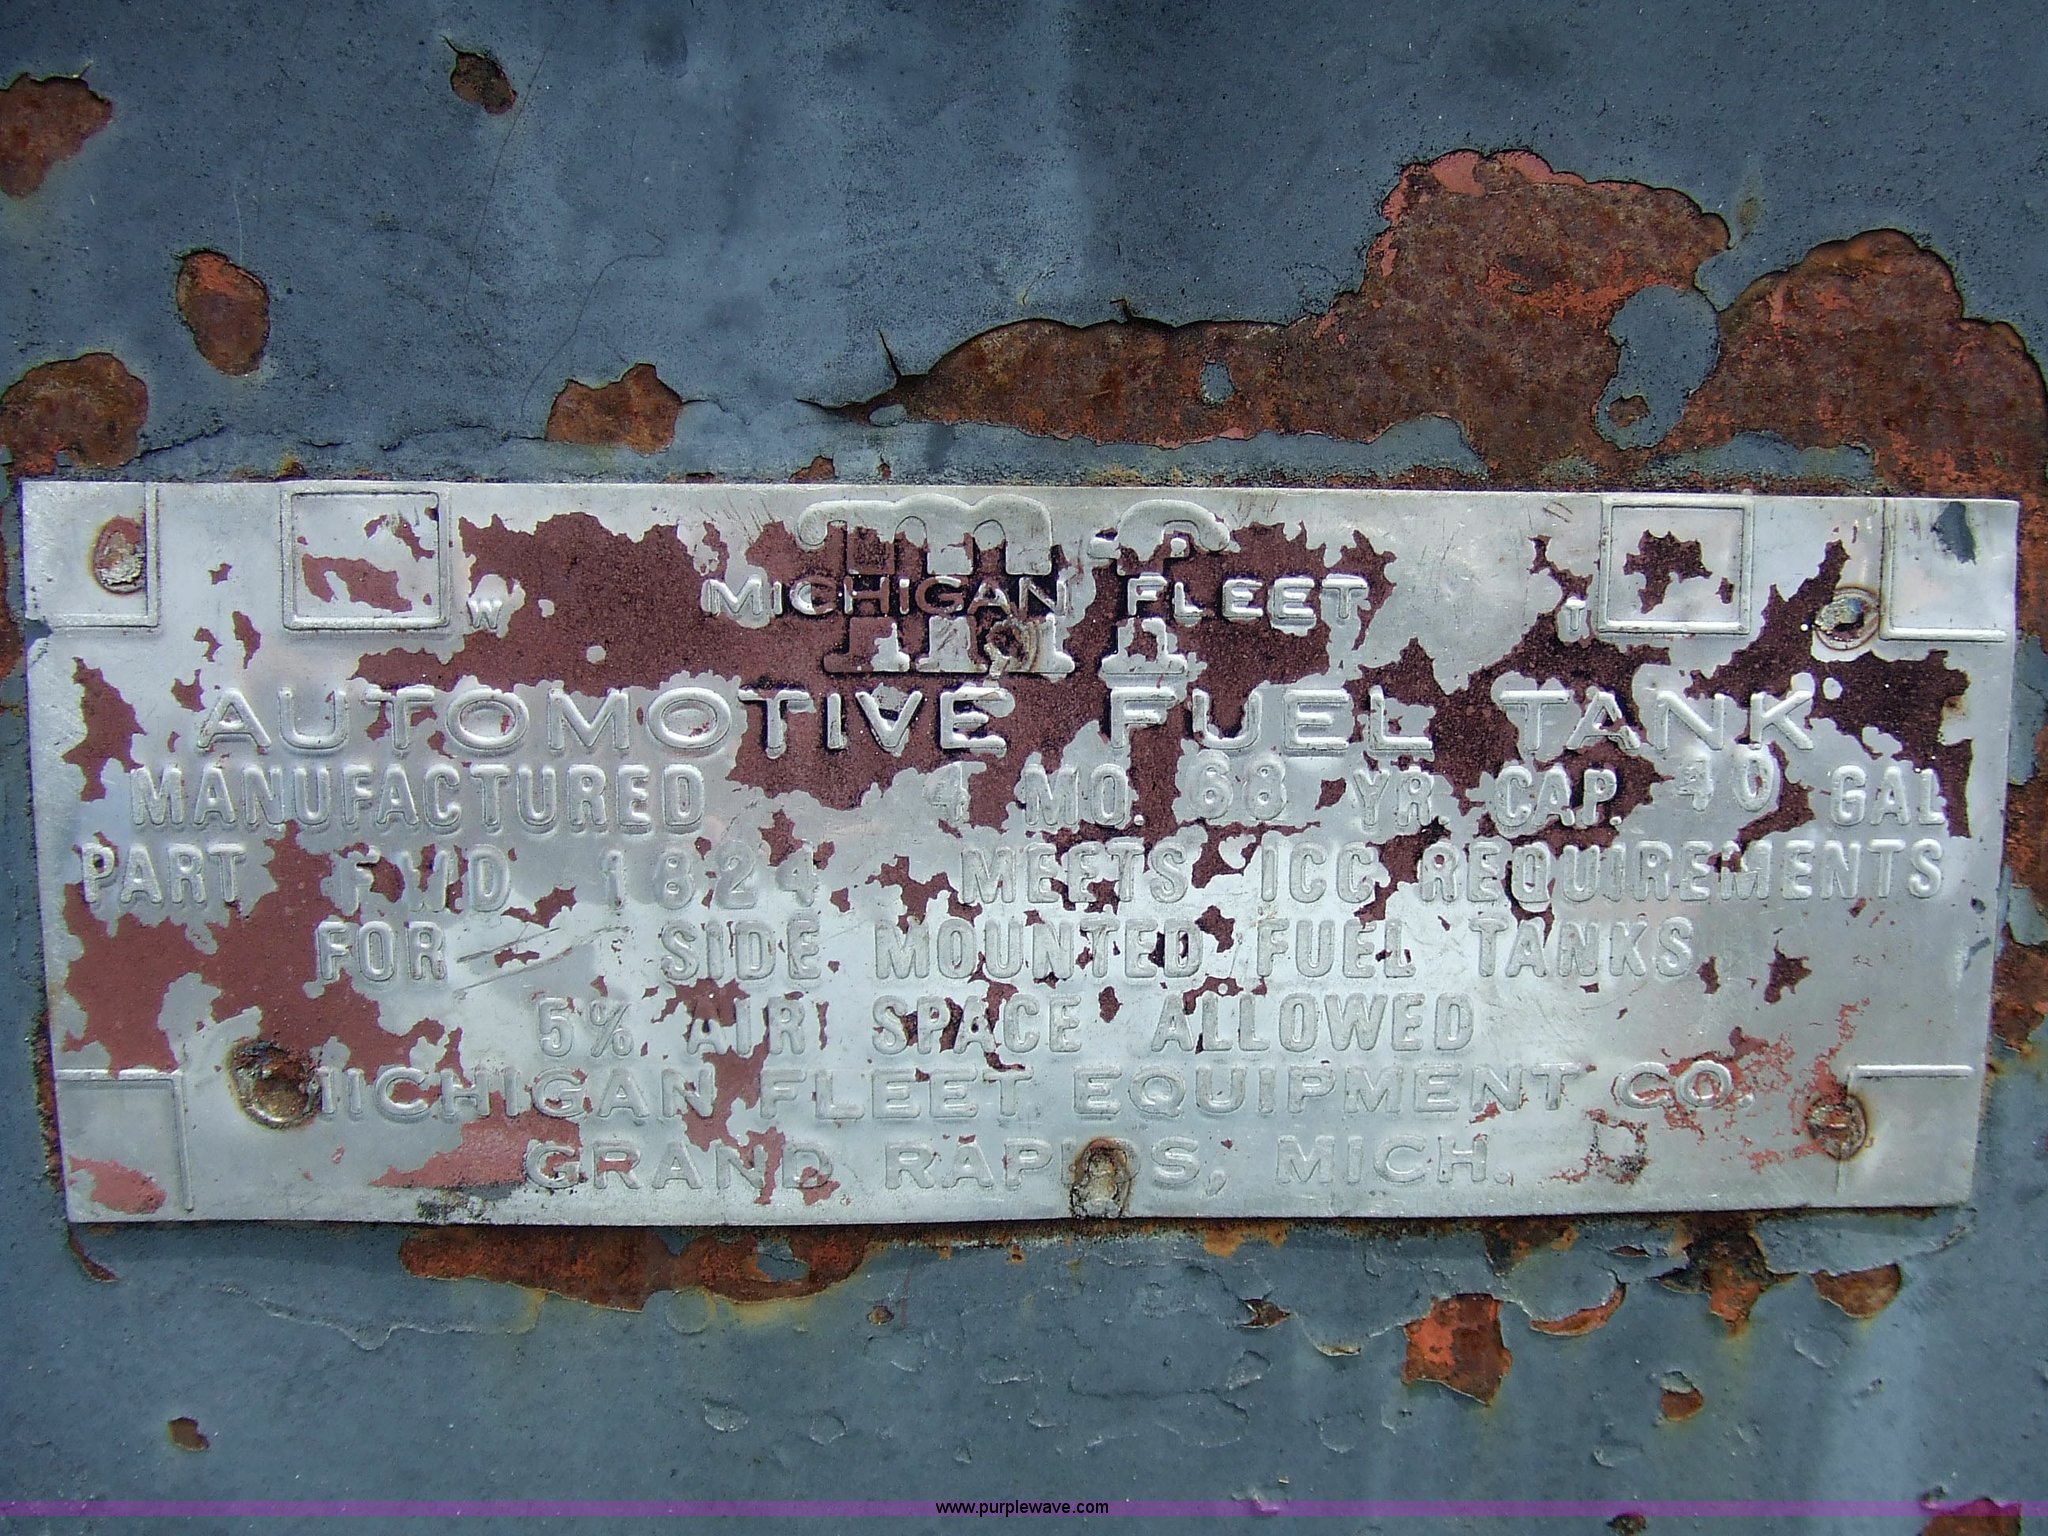 m f
MICHIGAN FLEET
W T
AUTOMOTIVE FUEL TANK
MANUFACTURED 4 MO. 68 YR. CAP. 40 GAL
PART FWD 1824 MEETS ICC REQUIREMENTS
FOR SIDE MOUNTED FUEL TANKS
5% AIR SPACE ALLOWED
MICHIGAN FLEET EQUIPMENT CO.
GRAND RAPIDS, MICH.
www.purplewave.com